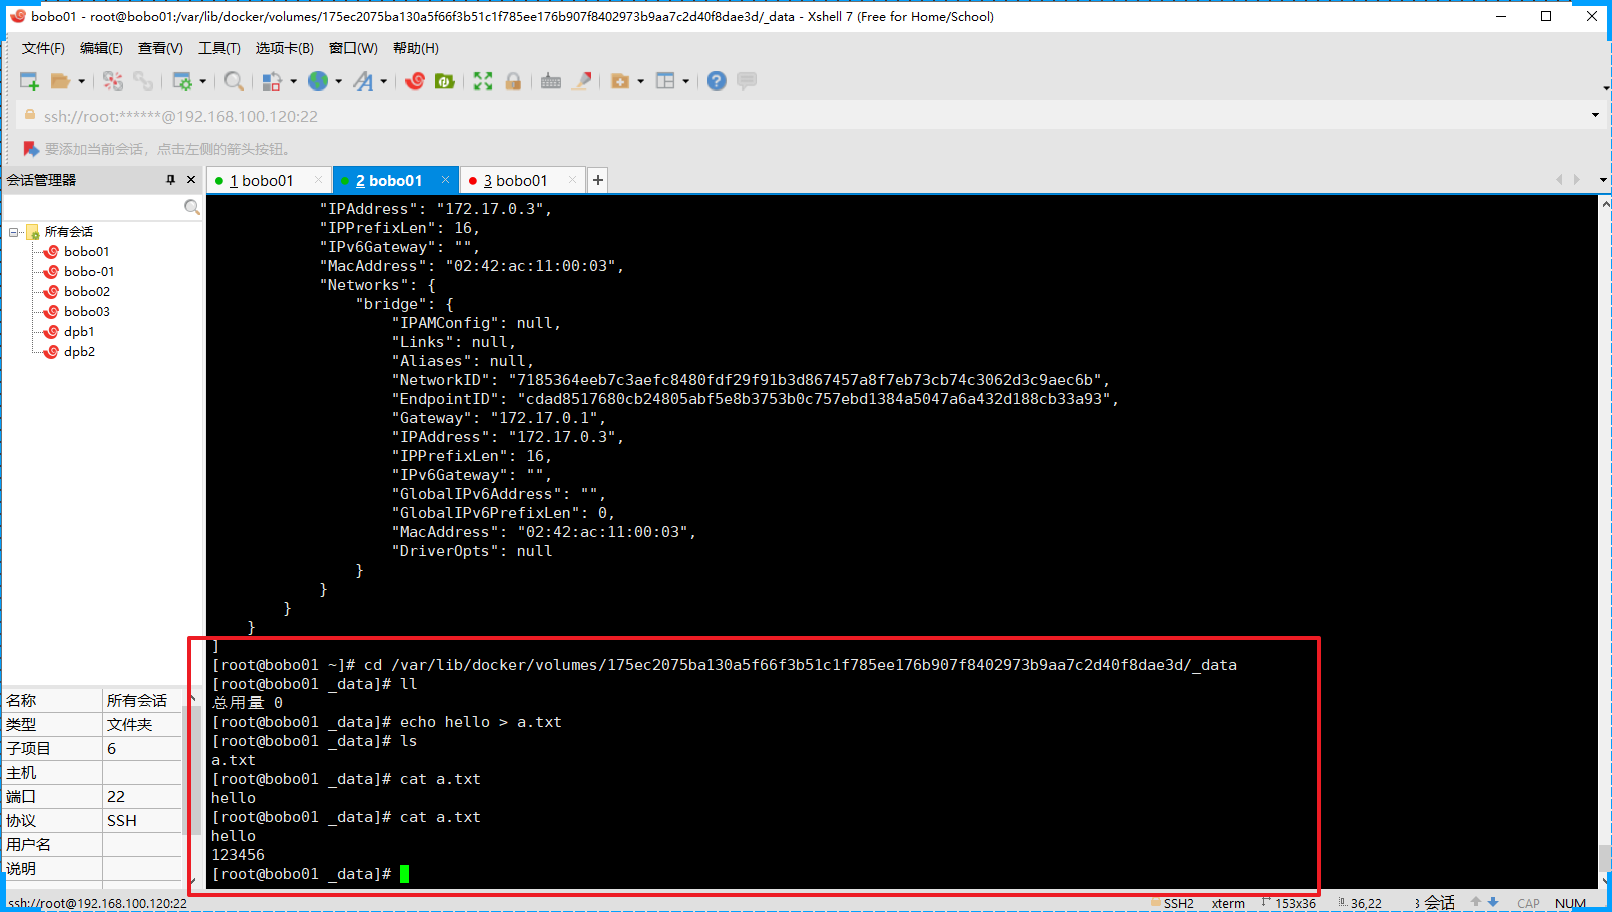 bobo01 - root@bobo01:/var/lib/docker/volumes/175ec2075ba130a5f66f3b51c1f785ee176b907f8402973b9aa7c2d40f8dae3d/_data - Xshell 7 (Free for Home/School)
文件(F) 编辑(E) 查看(V) 工具(T) 选项卡(B) 窗口(W) 帮助(H)
ssh://root:******@192.168.100.120:22
要添加当前会话，点击左侧的箭头按钮。
会话管理器
1 bobo01
2 bobo01
3 bobo01
所有会话
bobo01
bobo-01
bobo02
bobo03
dpb1
dpb2
名称 所有会话
类型 文件夹
子项目 6
主机
端口 22
协议 SSH
用户名
说明
"IPAddress": "172.17.0.3",
"IPPrefixLen": 16,
"IPv6Gateway": "",
"MacAddress": "02:42:ac:11:00:03",
"Networks": {
"bridge": {
"IPAMConfig": null,
"Links": null,
"Aliases": null,
"NetworkID": "7185364eeb7c3aefc8480fdf29f91b3d867457a8f7eb73cb74c3062d3c9aec6b",
"EndpointID": "cdad8517680cb24805abf5e8b3753b0c757ebd1384a5047a6a432d188cb33a93",
"Gateway": "172.17.0.1",
"IPAddress": "172.17.0.3",
"IPPrefixLen": 16,
"IPv6Gateway": "",
"GlobalIPv6Address": "",
"GlobalIPv6PrefixLen": 0,
"MacAddress": "02:42:ac:11:00:03",
"DriverOpts": null
}
}
}
}
]
[root@bobo01 ~]# cd /var/lib/docker/volumes/175ec2075ba130a5f66f3b51c1f785ee176b907f8402973b9aa7c2d40f8dae3d/_data
[root@bobo01 _data]# ll
总用量 0
[root@bobo01 _data]# echo hello > a.txt
[root@bobo01 _data]# ls
a.txt
[root@bobo01 _data]# cat a.txt
hello
[root@bobo01 _data]# cat a.txt
hello
123456
[root@bobo01 _data]#
ssh://root@192.168.100.120:22
SSH2 xterm 153x36 36,22 3 会话 CAP NUM